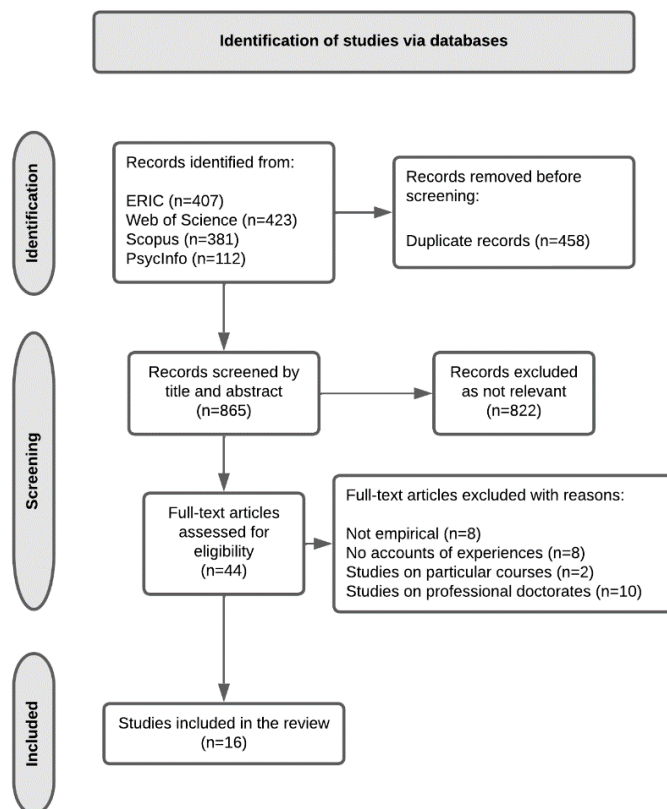 Identification of studies via databases
Identification
Records identified from:
ERIC (n=407)
Web of Science (n=423)
Scopus (n=381)
PsycInfo (n=112)
Records removed before
screening:
Duplicate records (n=458)
Screening
Records screened by
title and abstract
(n=865)
Records excluded
as not relevant
(n=822)
Full-text articles
assessed for
eligibility
(n=44)
Full-text articles excluded with reasons:
Not empirical (n=8)
No accounts of experiences (n=8)
Studies on particular courses (n=2)
Studies on professional doctorates (n=10)
Included
Studies included in the review
(n=16)